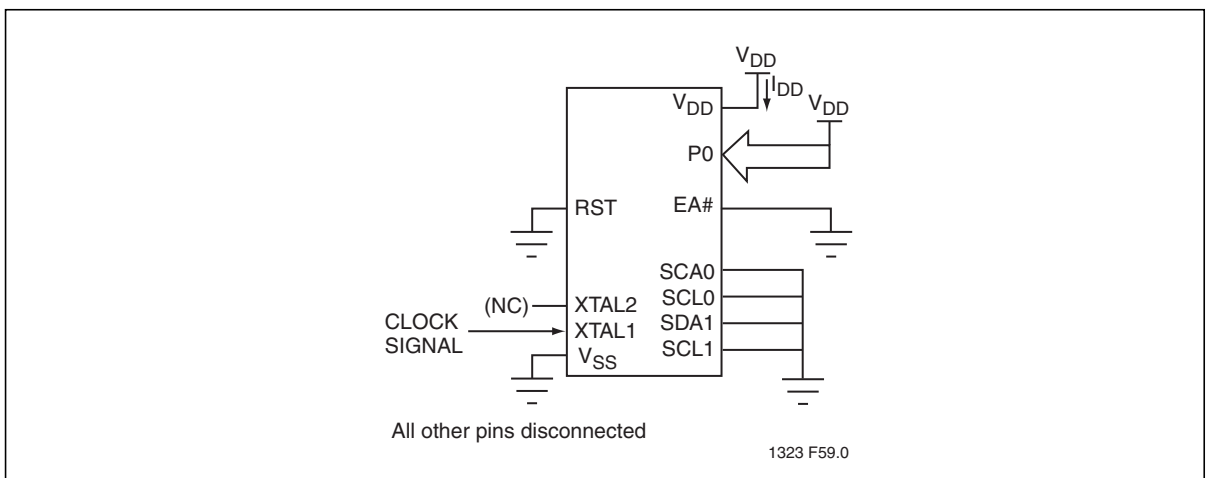 VDD
IDD
VDD
VDD
P0
RST
EA#
SCA0
SCL0
(NC)
XTAL2
SDA1
CLOCK
SIGNAL
XTAL1
SCL1
VSS
All other pins disconnected
1323 F59.0